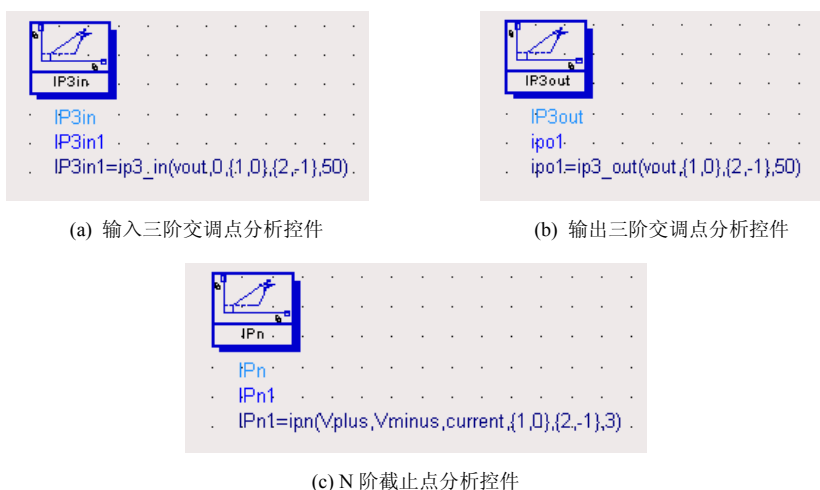 IP3in
IP3in
IP3in1
IP3in1=ip3_in(vout,0,{1,0},{2,-1},50)
(a) 输入三阶交调点分析控件
IP3out
IP3out
ipo1
ipo1=ip3_out(vout,{1,0},{2,-1},50)
(b) 输出三阶交调点分析控件
IPn
IPn
IPn1
IPn1=ipn(Vplus,Vminus,current,{1,0},{2,-1},3)
(c) N 阶截止点分析控件